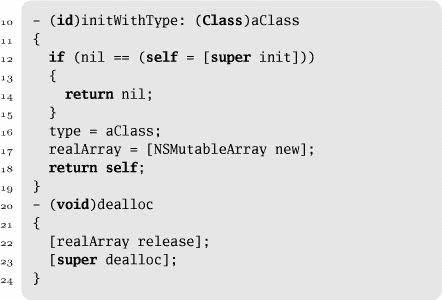 10 - (id)initWithType: (Class)aClass
11 {
12   if (nil == (self = [super init]))
13   {
14     return nil;
15   }
16   type = aClass;
17   realArray = [NSMutableArray new];
18   return self;
19 }
20 - (void)dealloc
21 {
22   [realArray release];
23   [super dealloc];
24 }